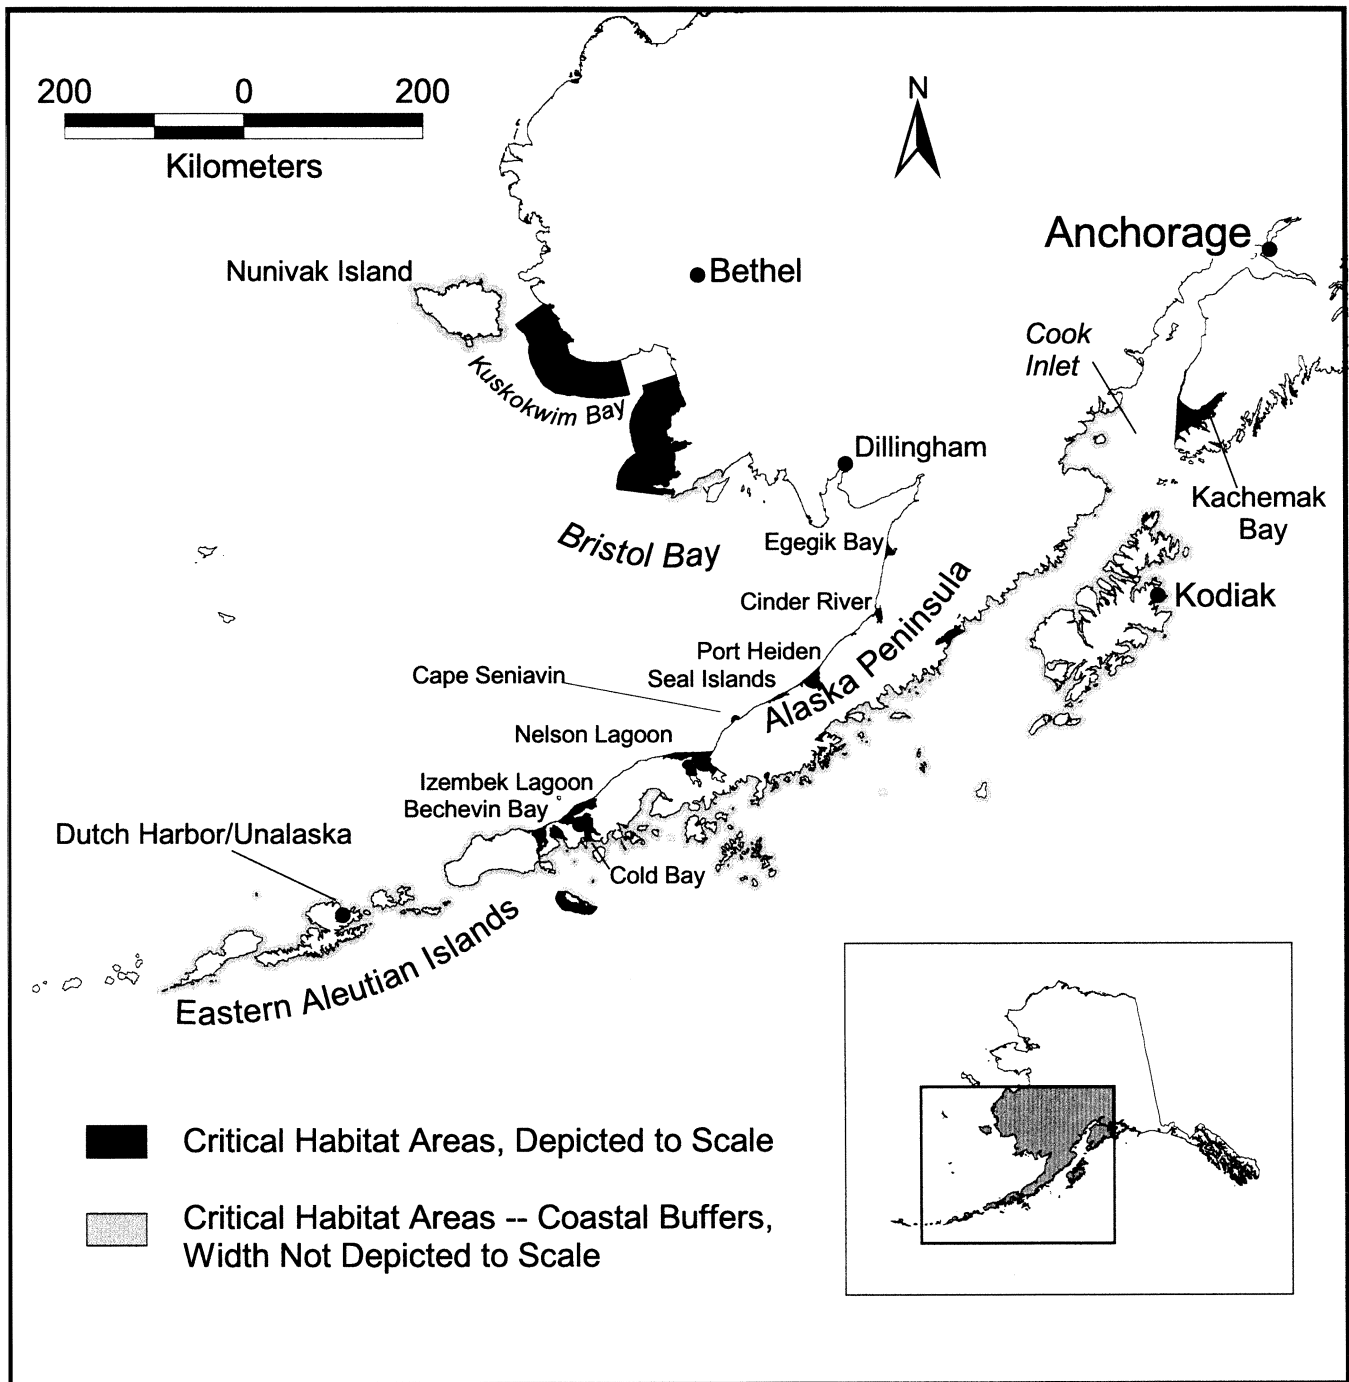 200 0 200
Kilometers
N
Anchorage
Nunivak Island
Bethel
Cook
Inlet
Kuskokwim Bay
Dillingham
Kachemak
Bay
Bristol Bay
Egegik Bay
Kodiak
Cinder River
Alaska Peninsula
Port Heiden
Cape Seniavin
Seal Islands
Nelson Lagoon
Izembek Lagoon
Bechevin Bay
Dutch Harbor/Unalaska
Cold Bay
Eastern Aleutian Islands
Critical Habitat Areas, Depicted to Scale
Critical Habitat Areas -- Coastal Buffers,
Width Not Depicted to Scale